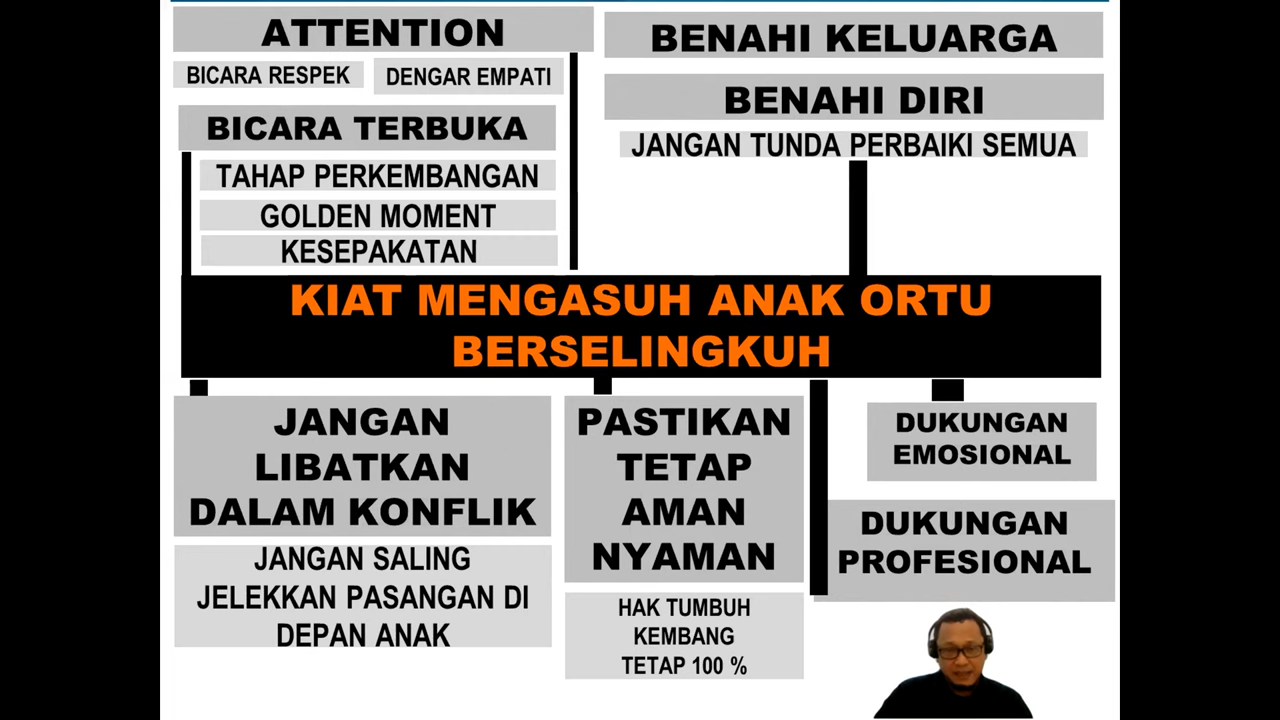 ATTENTION
BICARA RESPEK
DENGAR EMPATI
BICARA TERBUKA
TAHAP PERKEMBANGAN
GOLDEN MOMENT
KESEPAKATAN
BENAHI KELUARGA
BENAHI DIRI
JANGAN TUNDA PERBAIKI SEMUA
KIAT MENGASUH ANAK ORTU
BERSELINGKUH
JANGAN
LIBATKAN
DALAM KONFLIK
JANGAN SALING
JELEKKAN PASANGAN DI
DEPAN ANAK
PASTIKAN
TETAP
AMAN
NYAMAN
HAK TUMBUH
KEMBANG
TETAP 100 %
DUKUNGAN
EMOSIONAL
DUKUNGAN
PROFESIONAL